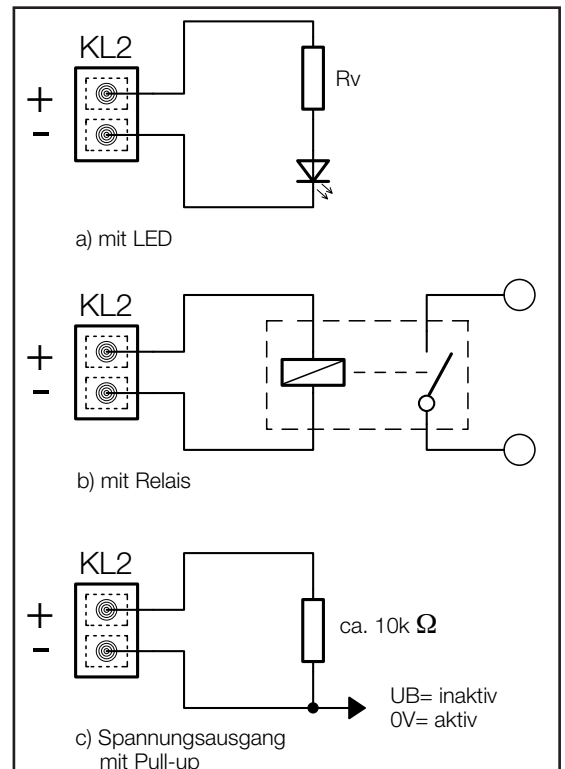 KL2
+
-
Rv
a) mit LED
KL2
+
-
b) mit Relais
KL2
+
-
ca. 10k Ω
UB= inaktiv
0V= aktiv
c) Spannungsausgang
mit Pull-up